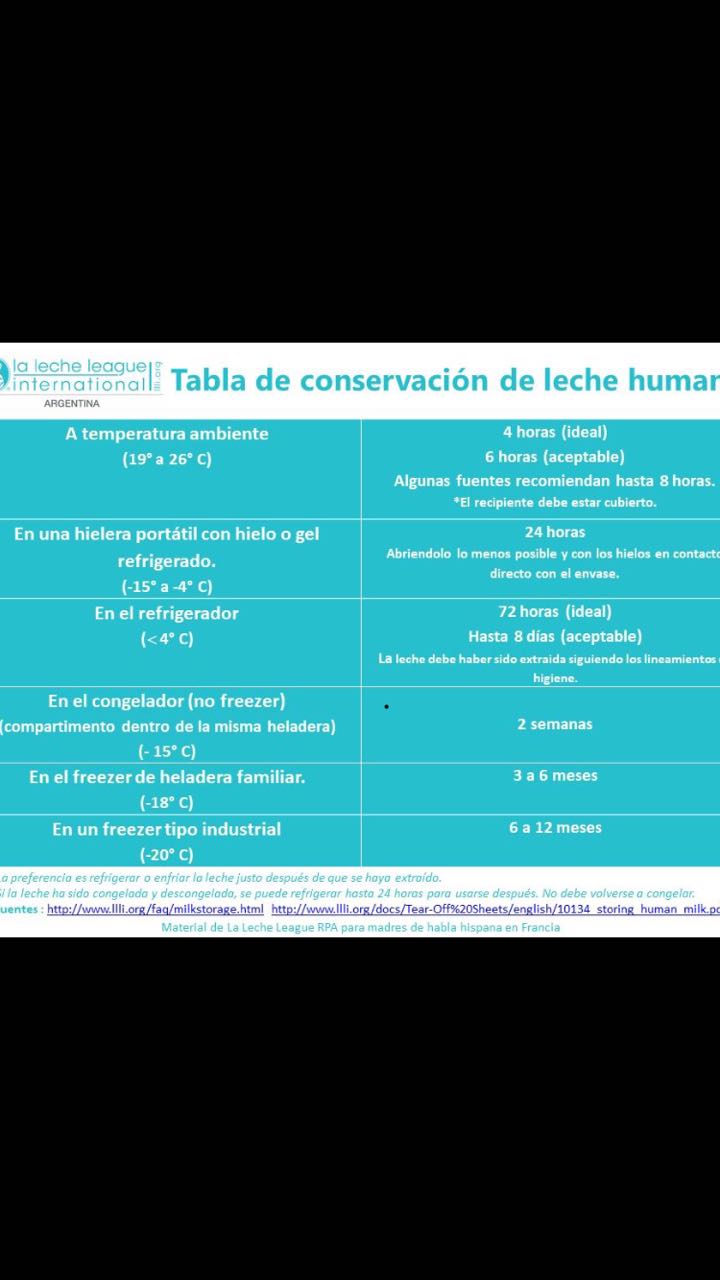 la leche league
international
llli.org
ARGENTINA
Tabla de conservación de leche human
A temperatura ambiente
(19° a 26° C)
4 horas (ideal)
6 horas (aceptable)
Algunas fuentes recomiendan hasta 8 horas.
*El recipiente debe estar cubierto.
En una hielera portátil con hielo o gel
refrigerado.
(-15° a -4° C)
24 horas
Abriendolo lo menos posible y con los hielos en contacto
directo con el envase.
En el refrigerador
(< 4° C)
72 horas (ideal)
Hasta 8 días (aceptable)
La leche debe haber sido extraida siguiendo los lineamientos
higiene.
En el congelador (no freezer)
(compartimento dentro de la misma heladera)
(- 15° C)
2 semanas
En el freezer de heladera familiar.
(-18° C)
3 a 6 meses
En un freezer tipo industrial
(-20° C)
6 a 12 meses
La preferencia es refrigerar o enfriar la leche justo después de que se haya extraído.
Si la leche ha sido congelada y descongelada, se puede refrigerar hasta 24 horas para usarse después. No debe volverse a congelar.
uentes : http://www.llli.org/faq/milkstorage.html http://www.llli.org/docs/Tear-Off%20Sheets/english/10134_storing_human_milk.pd
Material de La Leche League RPA para madres de habla hispana en Francia